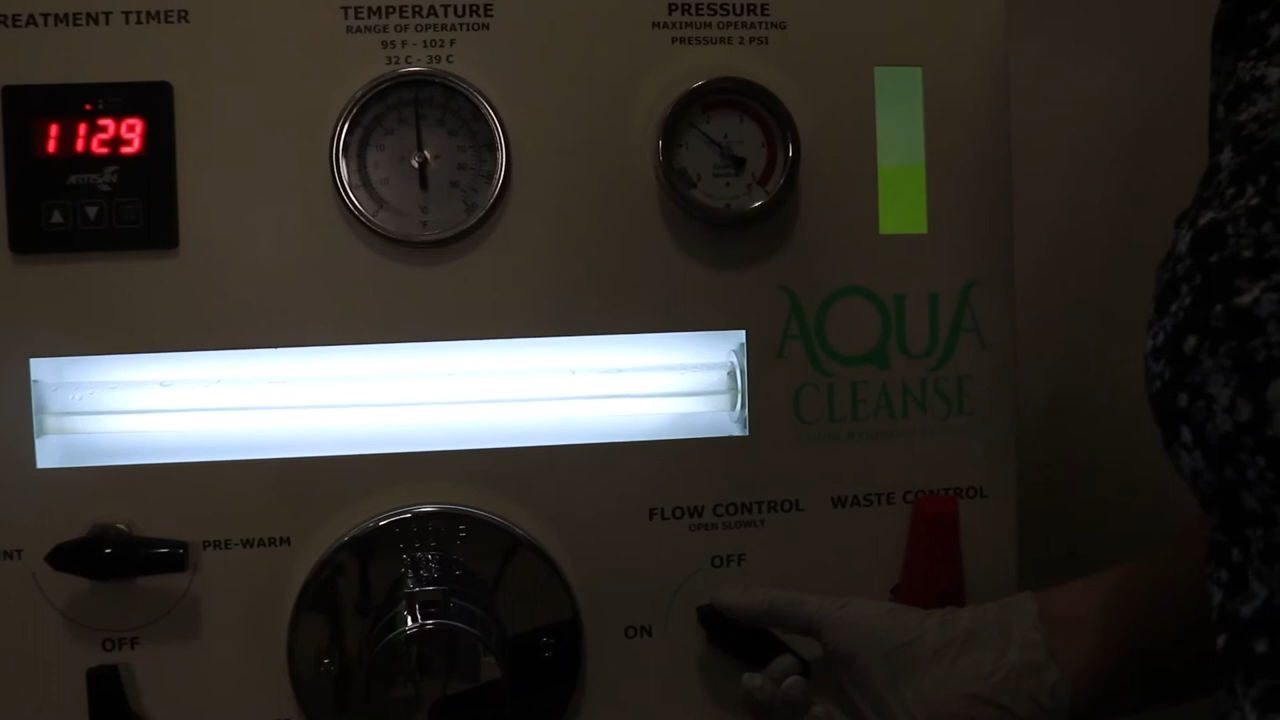 REATMENT TIMER
TEMPERATURE
RANGE OF OPERATION
95 F - 102 F
32 C - 39 C
PRESSURE
MAXIMUM OPERATING
PRESSURE 2 PSI
1129
ARTISAN
°C
°F
AQUA
CLEANSE
FLOW CONTROL
OPEN SLOWLY
WASTE CONTROL
NT
PRE-WARM
OFF
OFF
ON